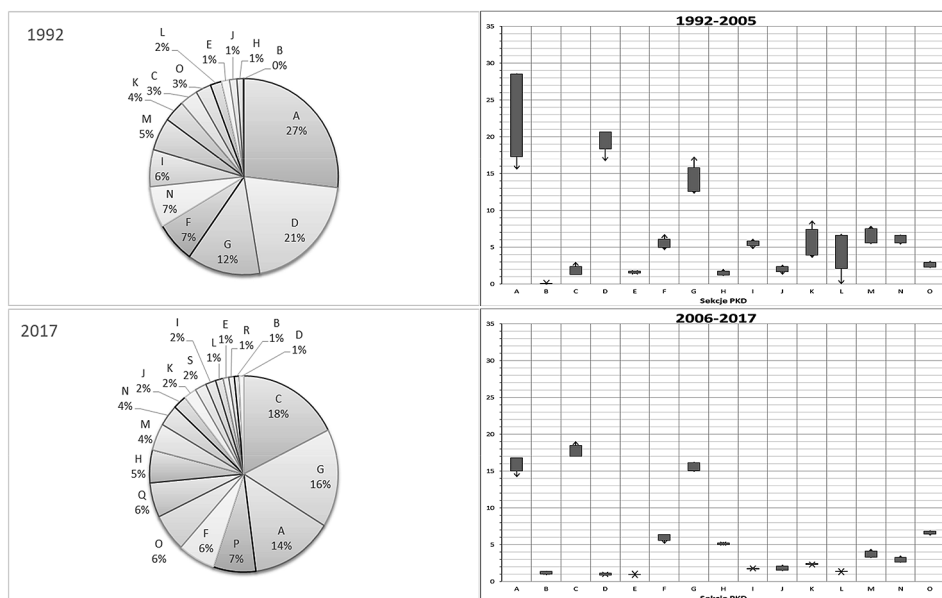 1992
L 2%
E 1%
J 1%
H 1%
B 0%
O 3%
C 3%
K 4%
M 5%
I 6%
N 7%
F 7%
G 12%
D 21%
A 27%
1992-2005
35
30
25
20
15
10
5
0
A B C D E F G H I J K L M N O
Sekcje PKD
2017
I 2%
L 1%
E 1%
R 1%
B 1%
D 1%
S 2%
K 2%
J 2%
N 4%
M 4%
H 5%
Q 6%
O 6%
F 6%
P 7%
A 14%
G 16%
C 18%
2006-2017
35
30
25
20
15
10
5
0
A B C D E F G H I J K L M N O
Sekcje PKD